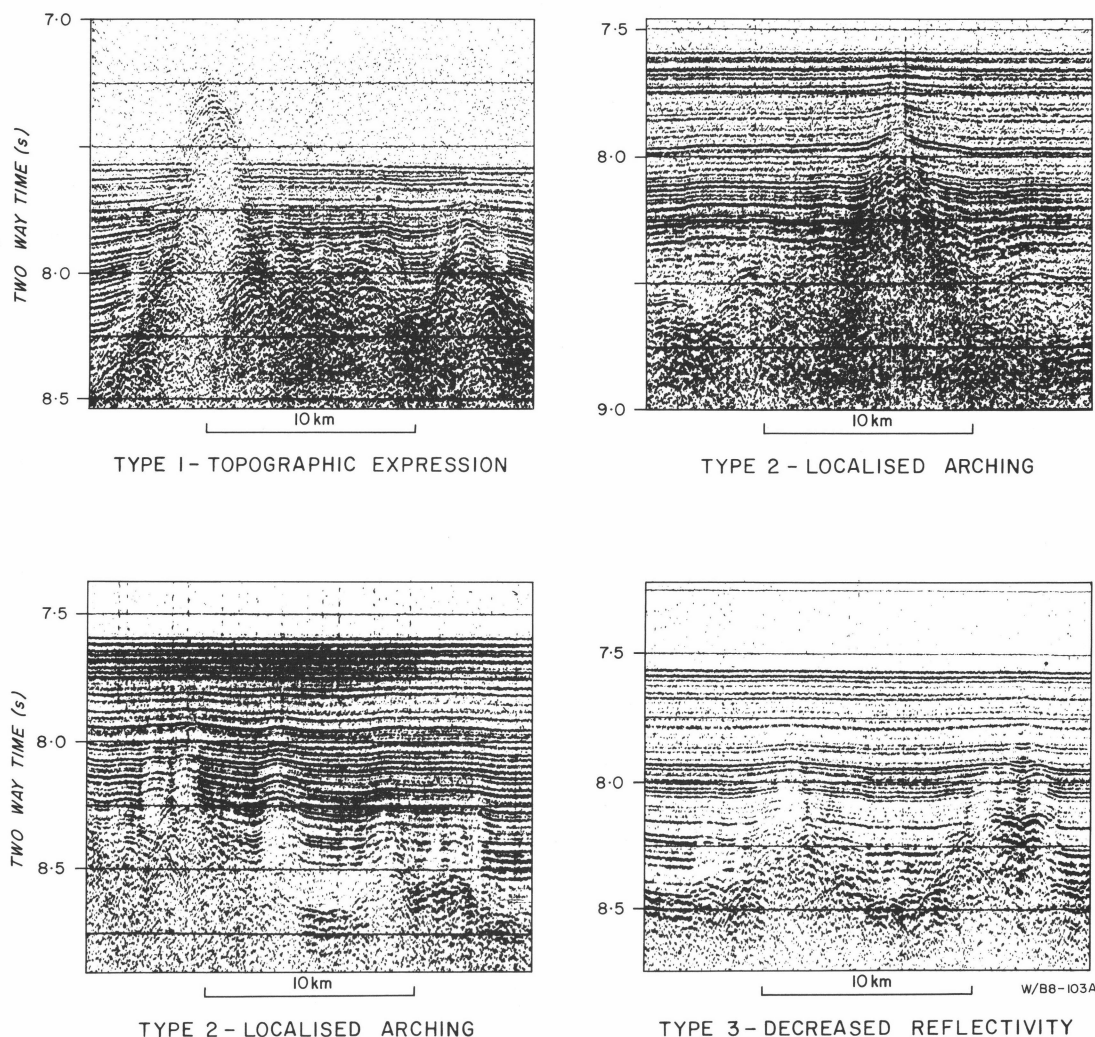 7·0
8·0
8·5
TWO WAY TIME (s)
10 km
TYPE 1 - TOPOGRAPHIC EXPRESSION
7·5
8·0
9·0
10 km
TYPE 2 - LOCALISED ARCHING
7·5
8·0
8·5
TWO WAY TIME (s)
10 km
TYPE 2 - LOCALISED ARCHING
7·5
8·0
8·5
10 km
W/B8-103A
TYPE 3 - DECREASED REFLECTIVITY